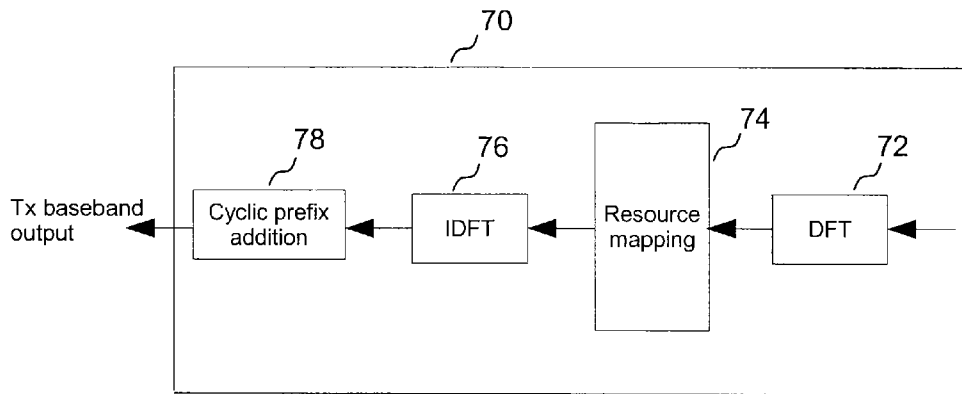 70
78
76
74
72
Tx baseband
output
Cyclic prefix
addition
IDFT
Resource
mapping
DFT